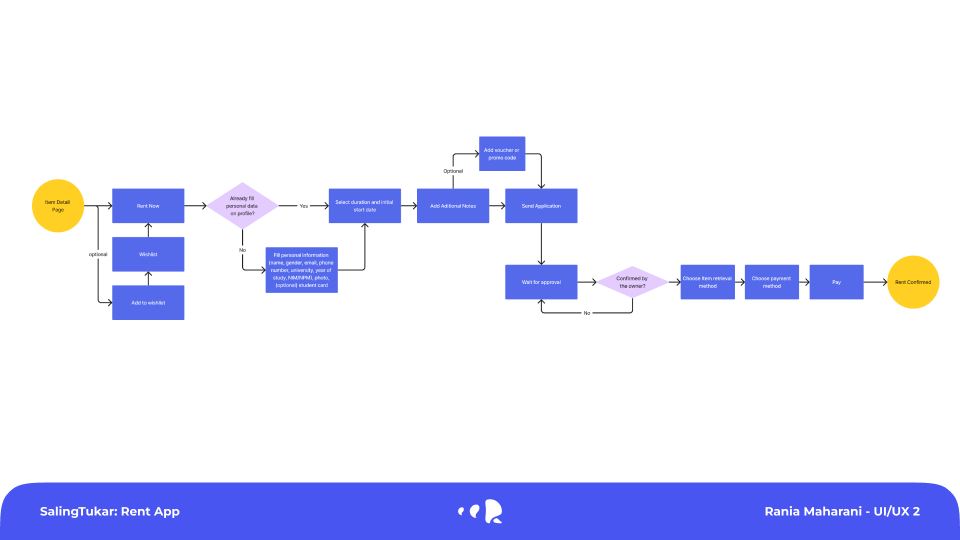 Item Detail
Page
optional
Rent Now
Wishlist
Add to wishlist
Already fill
personal data
on profile?
Yes
No
Fill personal information
(name, gender, email, phone
number, university, year of
study, NIM/NPM), photo,
(optional) student card
Select duration and initial
start date
Add Aditional Notes
Optional
Add voucher or
promo code
Send Application
Wait for approval
Confirmed by
the owner?
No
Choose item retrieval
method
Choose payment
method
Pay
Rent Confirmed
SalingTukar: Rent App
Rania Maharani - UI/UX 2